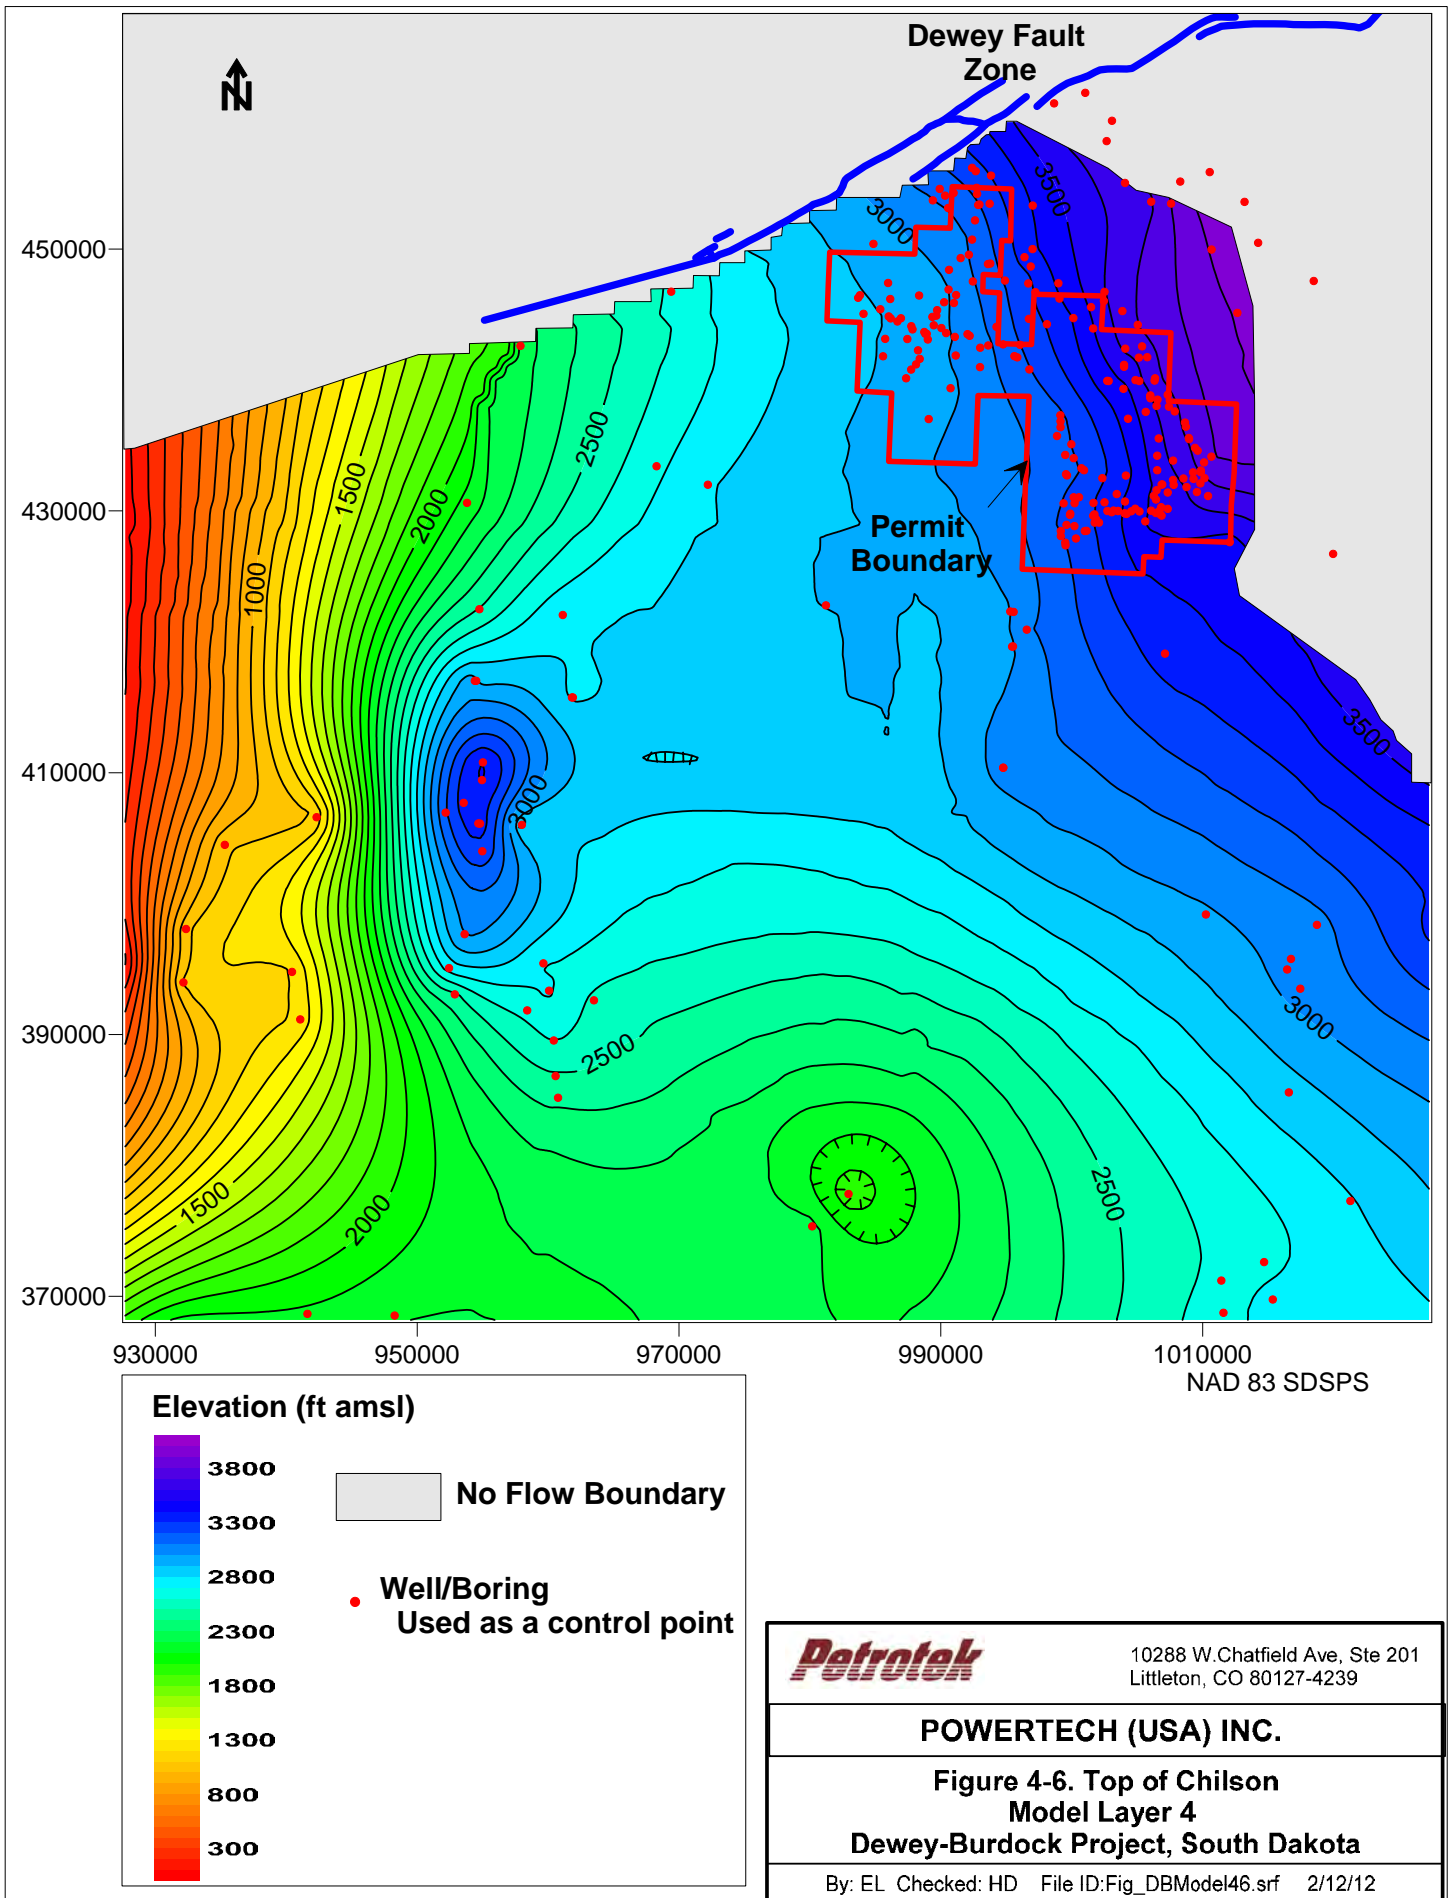 Dewey Fault
Zone
N
3500
3000
450000
2500
1500
2000
430000
Permit
Boundary
1000
3500
410000
3000
3000
390000
2500
2500
1500
2000
370000
930000
950000
970000
990000
1010000
NAD 83 SDSPS
Elevation (ft amsl)
3800
3300
2800
2300
1800
1300
800
300
No Flow Boundary
Well/Boring
Used as a control point
Petrotek
10288 W.Chatfield Ave, Ste 201
Littleton, CO 80127-4239
POWERTECH (USA) INC.
Figure 4-6. Top of Chilson
Model Layer 4
Dewey-Burdock Project, South Dakota
By: EL Checked: HD File ID:Fig_DBModel46.srf 2/12/12